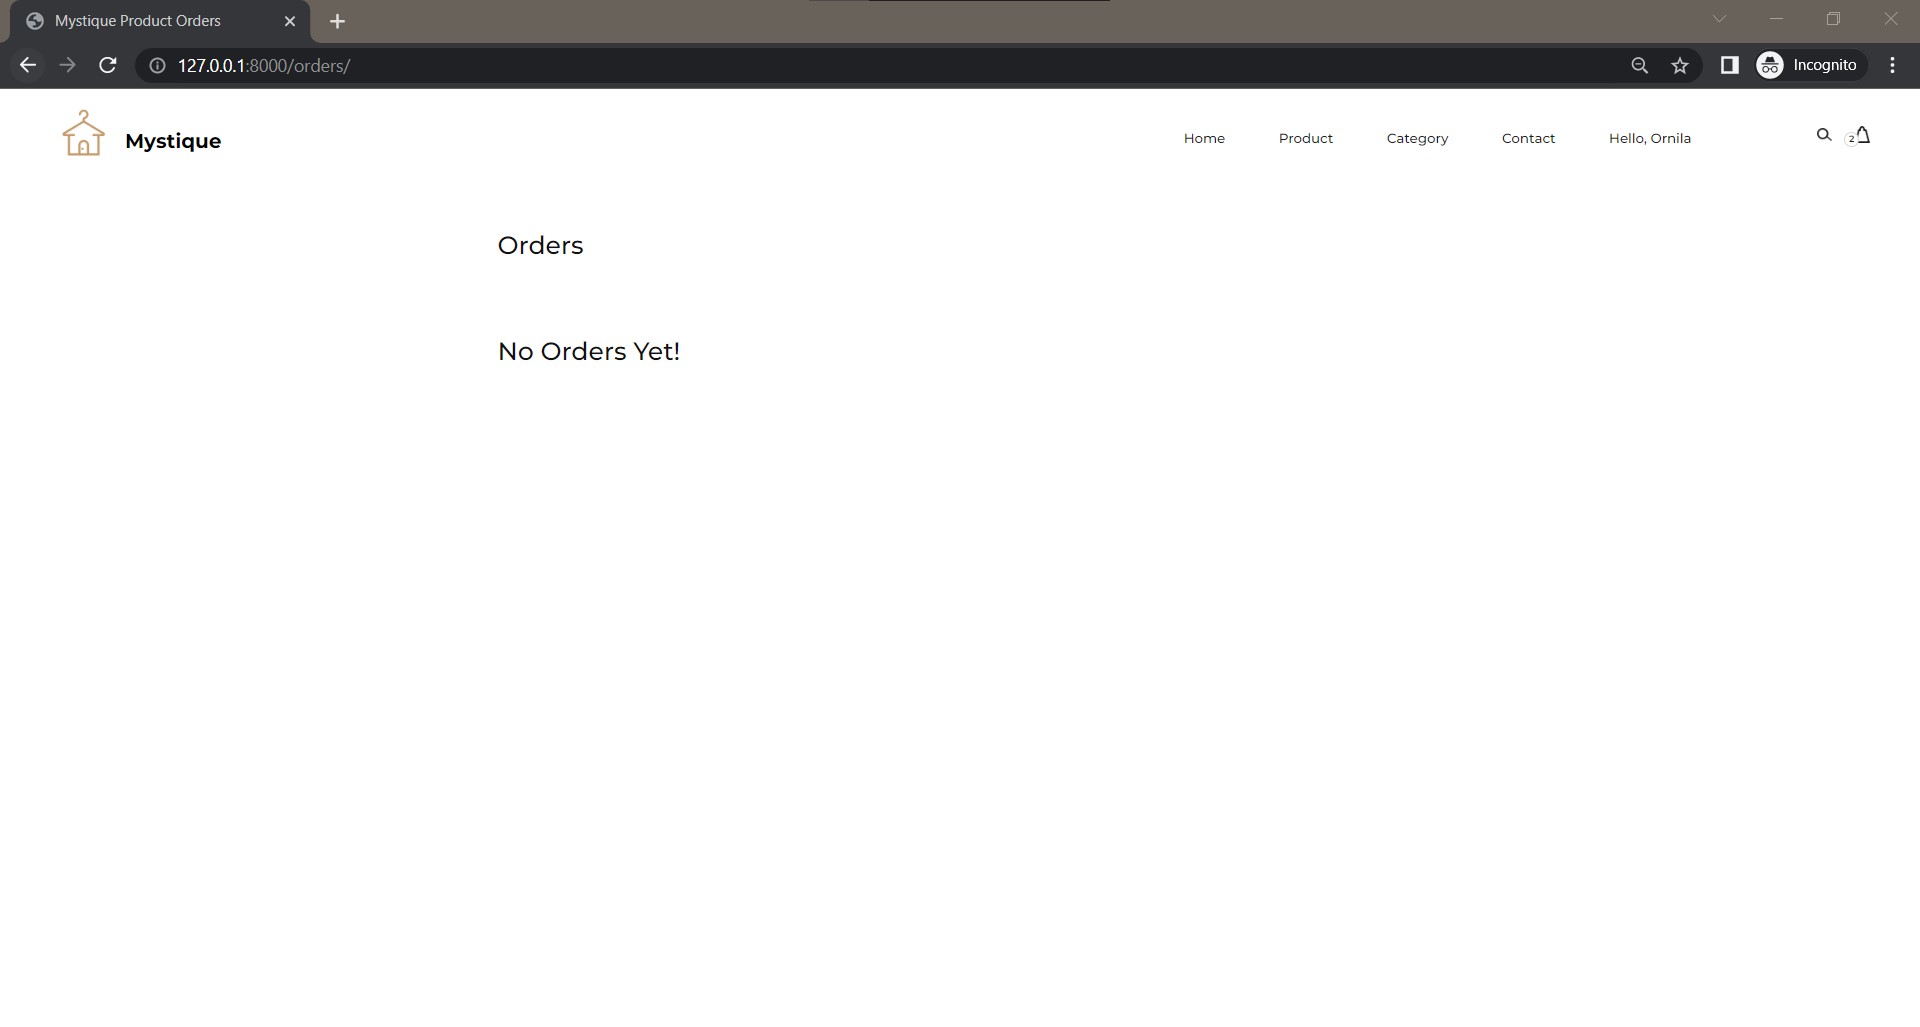 Mystique Product Orders
127.0.0.1:8000/orders/
Incognito
Mystique
Home
Product
Category
Contact
Hello, Ornila
2
Orders
No Orders Yet!